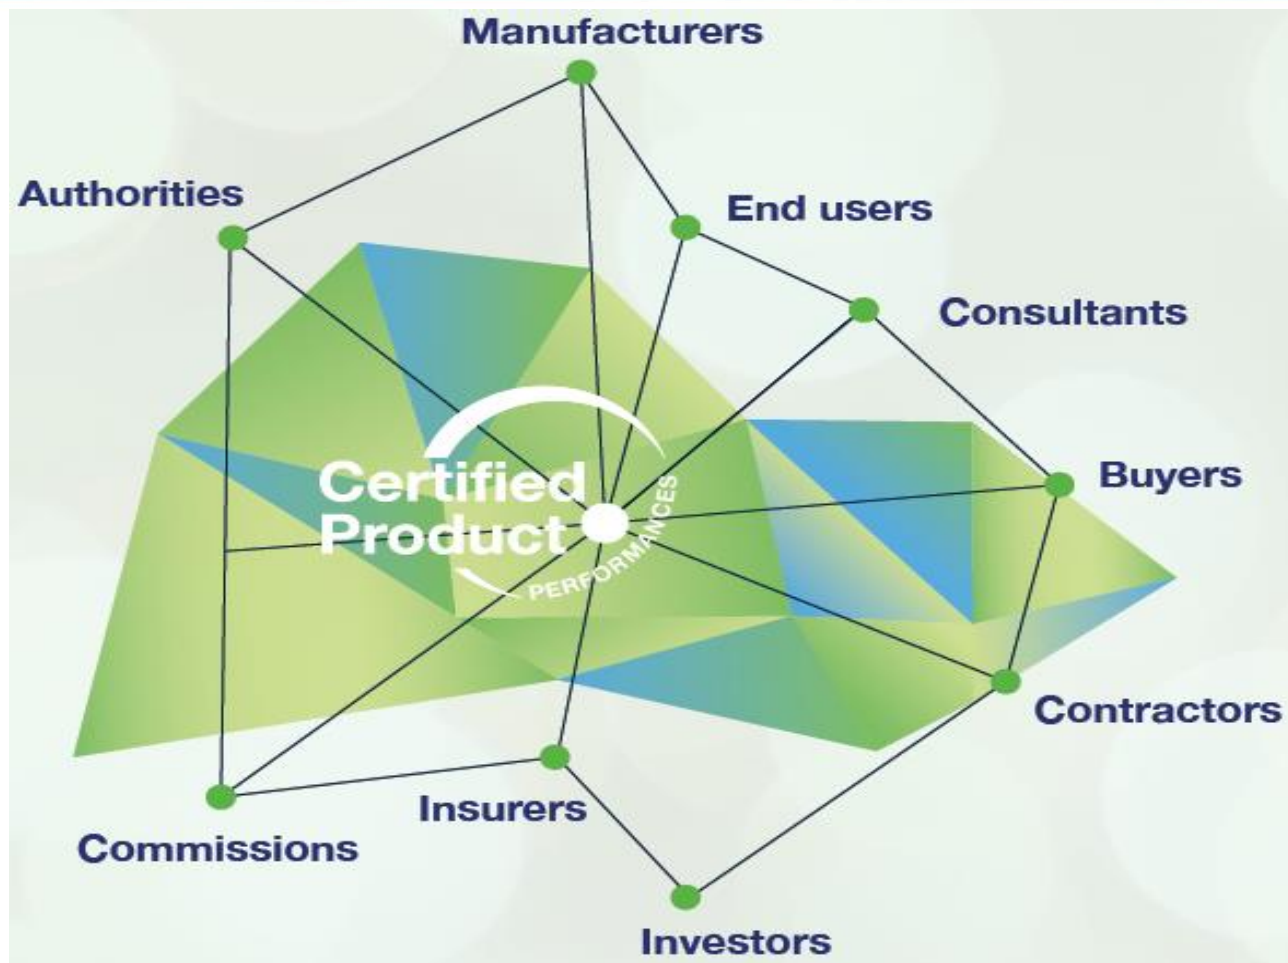 Manufacturers
Authorities
End users
Consultants
Certified
Product
PERFORMANCES
Buyers
Contractors
Insurers
Commissions
Investors